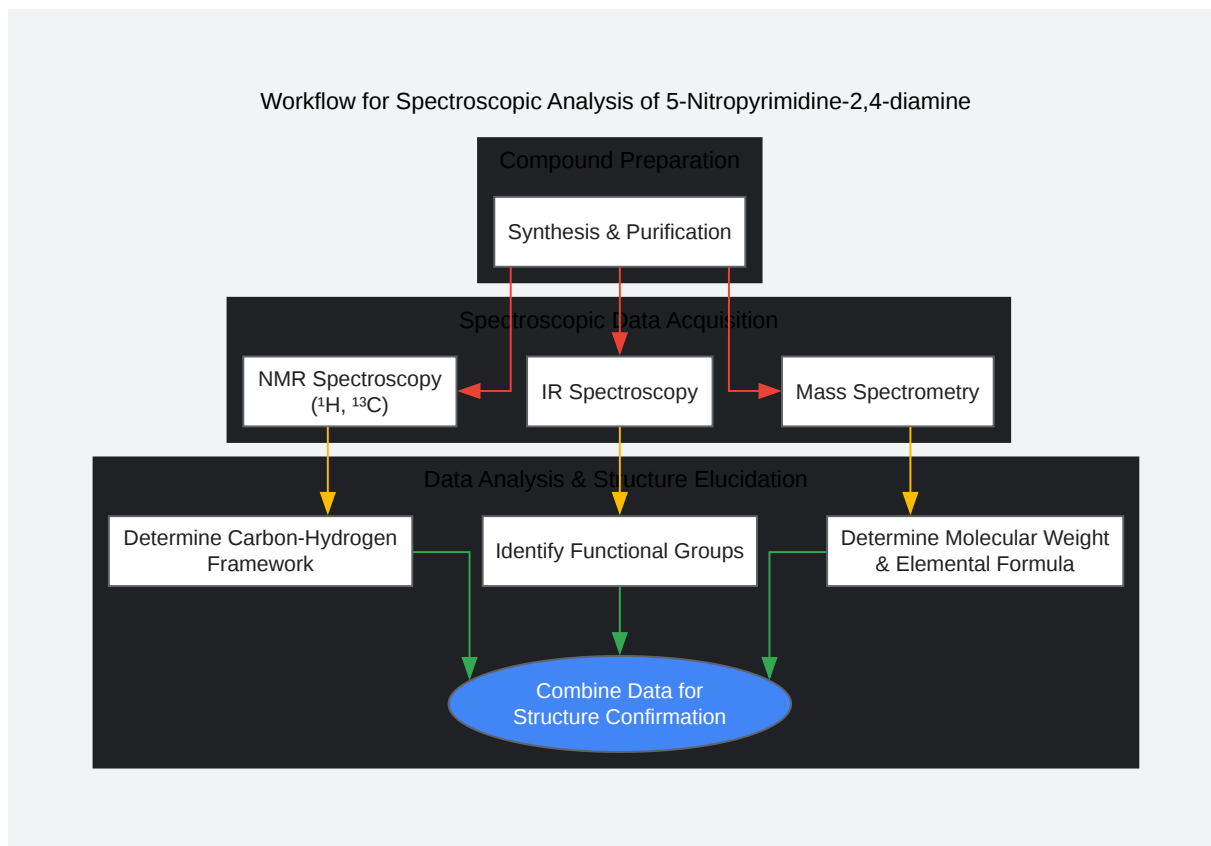 Workflow for Spectroscopic Analysis of 5-Nitropyrimidine-2,4-diamine
Compound Preparation
Synthesis & Purification
Spectroscopic Data Acquisition
NMR Spectroscopy
(¹H, ¹³C)
IR Spectroscopy
Mass Spectrometry
Data Analysis & Structure Elucidation
Determine Carbon-Hydrogen
Framework
Identify Functional Groups
Determine Molecular Weight
& Elemental Formula
Combine Data for
Structure Confirmation